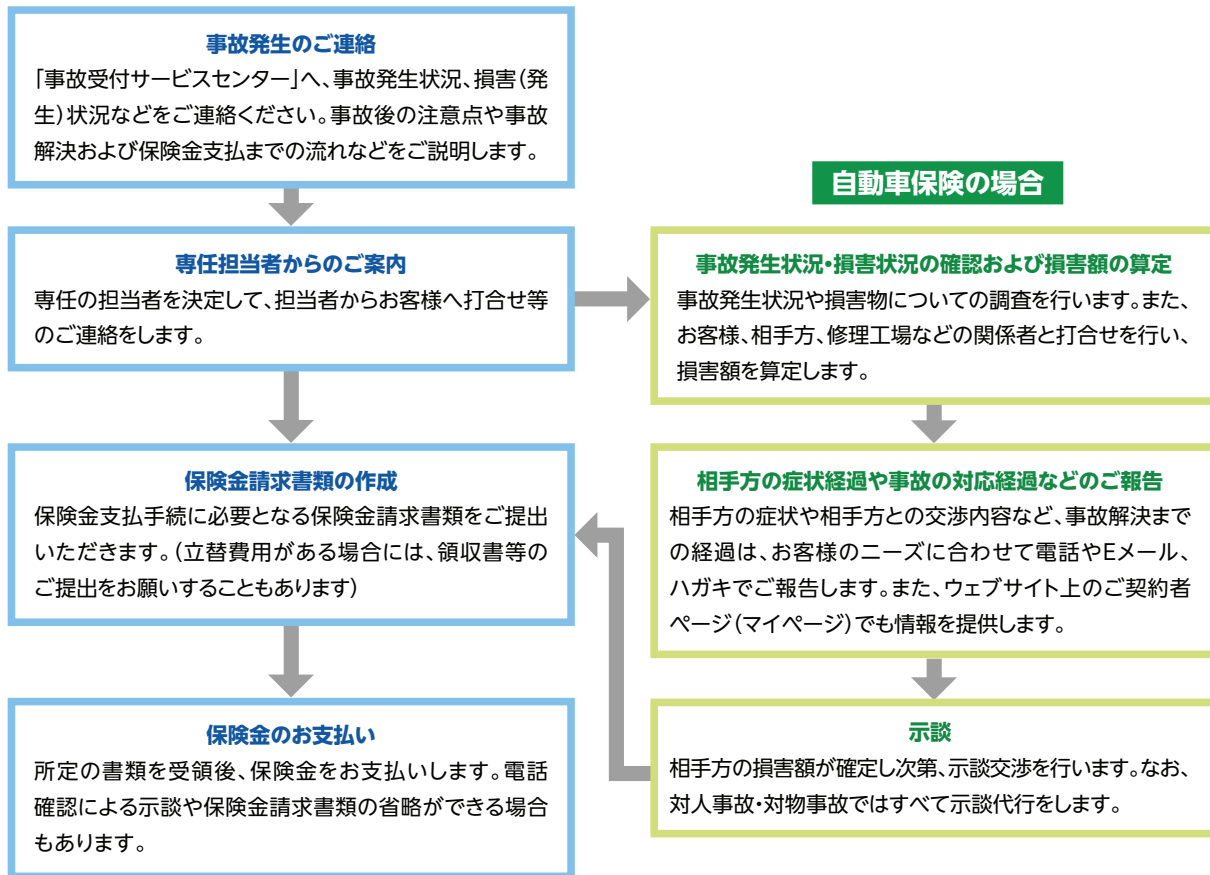 事故発生のご連絡
「事故受付サービスセンター」へ、事故発生状況、損害(発
生)状況などをご連絡ください。事故後の注意点や事故
解決および保険金支払までの流れなどをご説明します。
専任担当者からのご案内
専任の担当者を決定して、担当者からお客様へ打合せ等
のご連絡をします。
保険金請求書類の作成
保険金支払手続に必要となる保険金請求書類をご提出
いただきます。(立替費用がある場合には、領収書等の
ご提出をお願いすることもあります)
保険金のお支払い
所定の書類を受領後、保険金をお支払いします。電話
確認による示談や保険金請求書類の省略ができる場合
もあります。
自動車保険の場合
事故発生状況・損害状況の確認および損害額の算定
事故発生状況や損害物についての調査を行います。また、
お客様、相手方、修理工場などの関係者と打合せを行い、
損害額を算定します。
相手方の症状経過や事故の対応経過などのご報告
相手方の症状や相手方との交渉内容など、事故解決まで
の経過は、お客様のニーズに合わせて電話やEメール、
ハガキでご報告します。また、ウェブサイト上のご契約者
ページ(マイページ)でも情報を提供します。
示談
相手方の損害額が確定し次第、示談交渉を行います。なお、
対人事故・対物事故ではすべて示談代行をします。